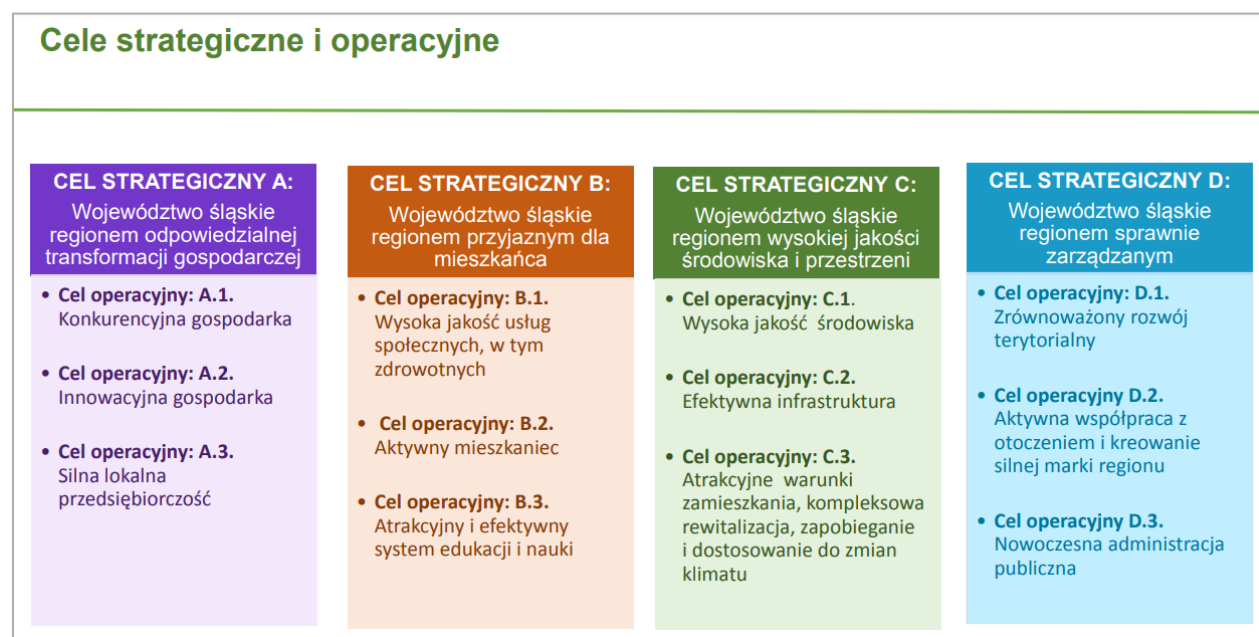 Cele strategiczne i operacyjne
CEL STRATEGICZNY A:
Województwo śląskie
regionem odpowiedzialnej
transformacji gospodarczej
• Cel operacyjny: A.1.
Konkurencyjna gospodarka
• Cel operacyjny: A.2.
Innowacyjna gospodarka
• Cel operacyjny: A.3.
Silna lokalna
przedsiębiorczość
CEL STRATEGICZNY B:
Województwo śląskie
regionem przyjaznym dla
mieszkańca
• Cel operacyjny: B.1.
Wysoka jakość usług
społecznych, w tym
zdrowotnych
• Cel operacyjny: B.2.
Aktywny mieszkaniec
• Cel operacyjny: B.3.
Atrakcyjny i efektywny
system edukacji i nauki
CEL STRATEGICZNY C:
Województwo śląskie
regionem wysokiej jakości
środowiska i przestrzeni
• Cel operacyjny: C.1.
Wysoka jakość środowiska
• Cel operacyjny: C.2.
Efektywna infrastruktura
• Cel operacyjny: C.3.
Atrakcyjne warunki
zamieszkania, kompleksowa
rewitalizacja, zapobieganie
i dostosowanie do zmian
klimatu
CEL STRATEGICZNY D:
Województwo śląskie
regionem sprawnie
zarządzanym
• Cel operacyjny: D.1.
Zrównoważony rozwój
terytorialny
• Cel operacyjny D.2.
Aktywna współpraca z
otoczeniem i kreowanie
silnej marki regionu
• Cel operacyjny D.3.
Nowoczesna administracja
publiczna